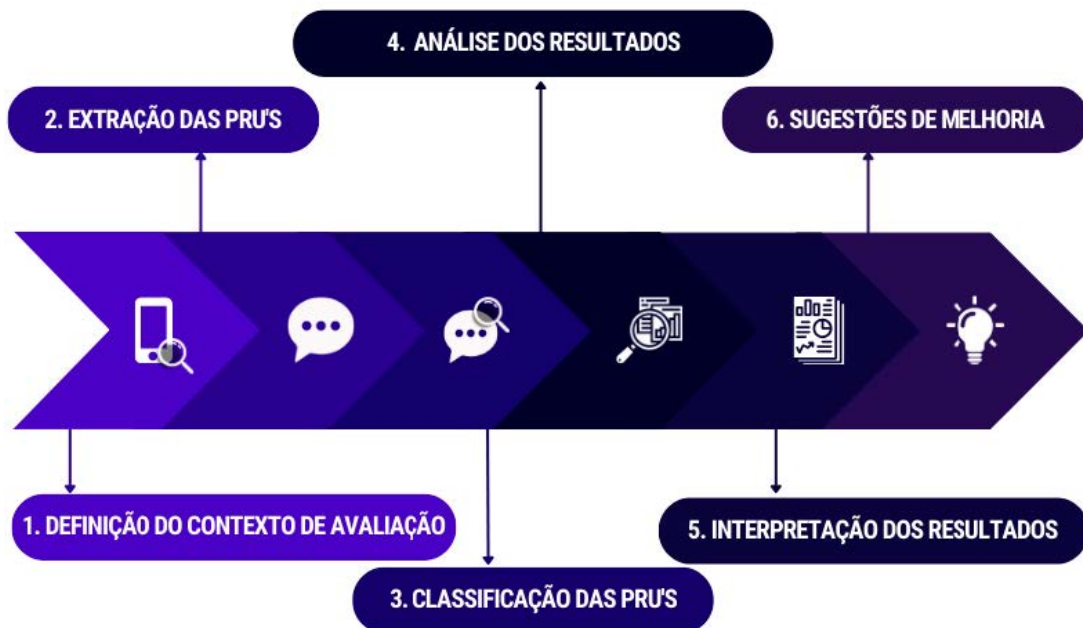 4. ANÁLISE DOS RESULTADOS
2. EXTRAÇÃO DAS PRU'S
6. SUGESTÕES DE MELHORIA
1. DEFINIÇÃO DO CONTEXTO DE AVALIAÇÃO
5. INTERPRETAÇÃO DOS RESULTADOS
3. CLASSIFICAÇÃO DAS PRU'S